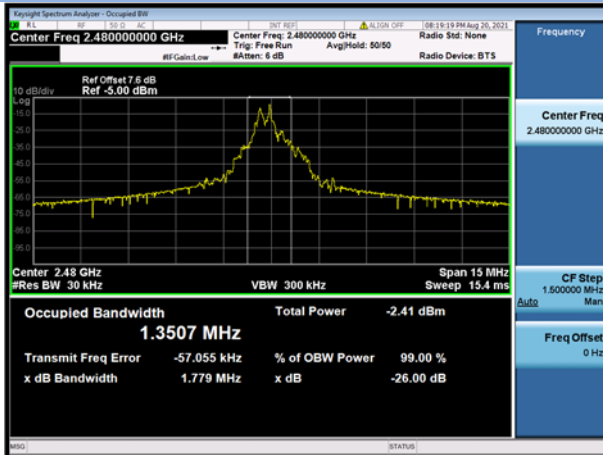 Keysight Spectrum Analyzer - Occupied BW
RL RF 50 Ω AC INT REF ALIGN OFF 08:19:19 PM Aug 20, 2021
Center Freq 2.480000000 GHz
Center Freq: 2.480000000 GHz
Radio Std: None
Trig: Free Run Avg|Hold: 50/50
#IFGain:Low #Atten: 6 dB Radio Device: BTS
Ref Offset 7.6 dB
10 dB/div Ref -5.00 dBm
Log
-15.0
-25.0
-35.0
-45.0
-55.0
-65.0
-75.0
-85.0
-95.0
Center 2.48 GHz Span 15 MHz
#Res BW 30 kHz VBW 300 kHz Sweep 15.4 ms
Occupied Bandwidth Total Power -2.41 dBm
1.3507 MHz
Transmit Freq Error -57.055 kHz % of OBW Power 99.00 %
x dB Bandwidth 1.779 MHz x dB -26.00 dB
MSG STATUS
Frequency
Center Freq
2.480000000 GHz
CF Step
1.500000 MHz
Auto Man
Freq Offset
0 Hz